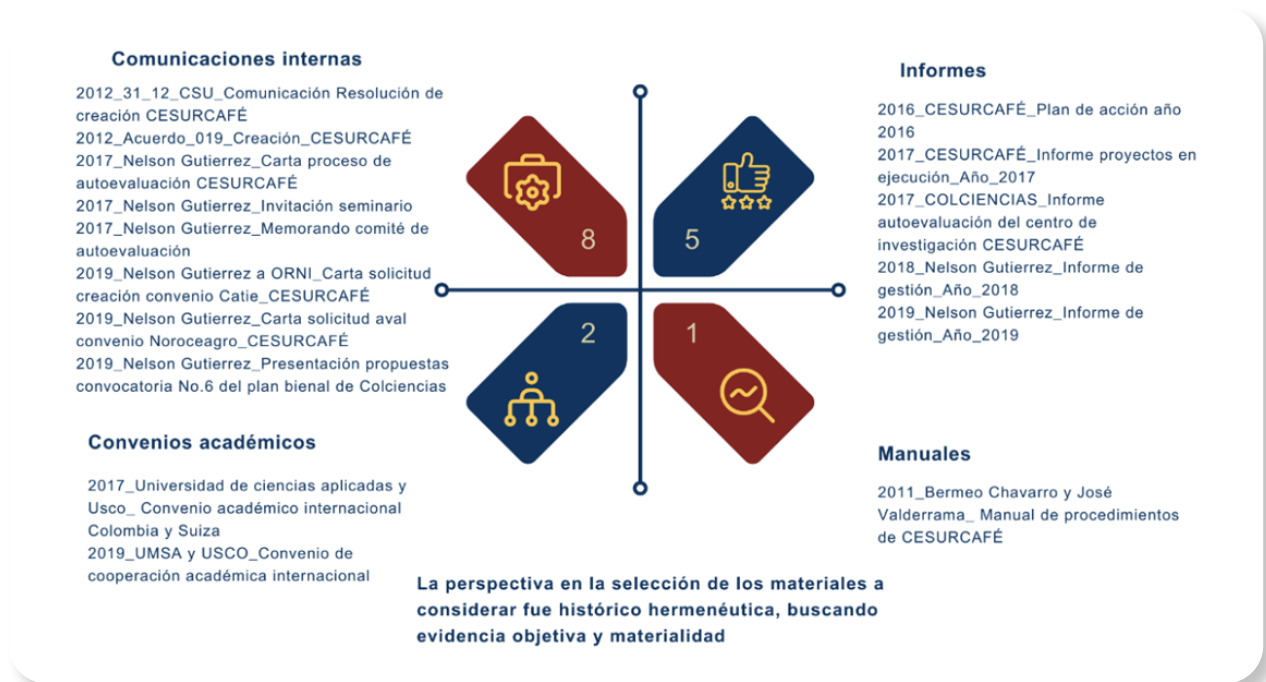 Comunicaciones internas
2012_31_12_CSU_Comunicación Resolución de
creación CESURCAFÉ
2012_Acuerdo_019_Creación_CESURCAFÉ
2017_Nelson Gutierrez_Carta proceso de
autoevaluación CESURCAFÉ
2017_Nelson Gutierrez_Invitación seminario
2017_Nelson Gutierrez_Memorando comité de
autoevaluación
2019_Nelson Gutierrez a ORNI_Carta solicitud
creación convenio Catie_CESURCAFÉ
2019_Nelson Gutierrez_Carta solicitud aval
convenio Noroceagro_CESURCAFÉ
2019_Nelson Gutierrez_Presentación propuestas
convocatoria No.6 del plan bienal de Colciencias
8
5
Informes
2016_CESURCAFÉ_Plan de acción año
2016
2017_CESURCAFÉ_Informe proyectos en
ejecución_Año_2017
2017_COLCIENCIAS_Informe
autoevaluación del centro de
investigación CESURCAFÉ
2018_Nelson Gutierrez_Informe de
gestión_Año_2018
2019_Nelson Gutierrez_Informe de
gestión_Año_2019
2
1
Convenios académicos
2017_Universidad de ciencias aplicadas y
Usco_ Convenio académico internacional
Colombia y Suiza
2019_UMSA y USCO_Convenio de
cooperación académica internacional
Manuales
2011_Bermeo Chavarro y José
Valderrama_ Manual de procedimientos
de CESURCAFÉ
La perspectiva en la selección de los materiales a
considerar fue histórico hermenéutica, buscando
evidencia objetiva y materialidad